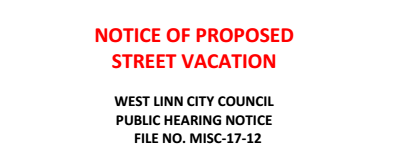 NOTICE OF PROPOSED
STREET VACATION
WEST LINN CITY COUNCIL
PUBLIC HEARING NOTICE
FILE NO. MISC-17-12